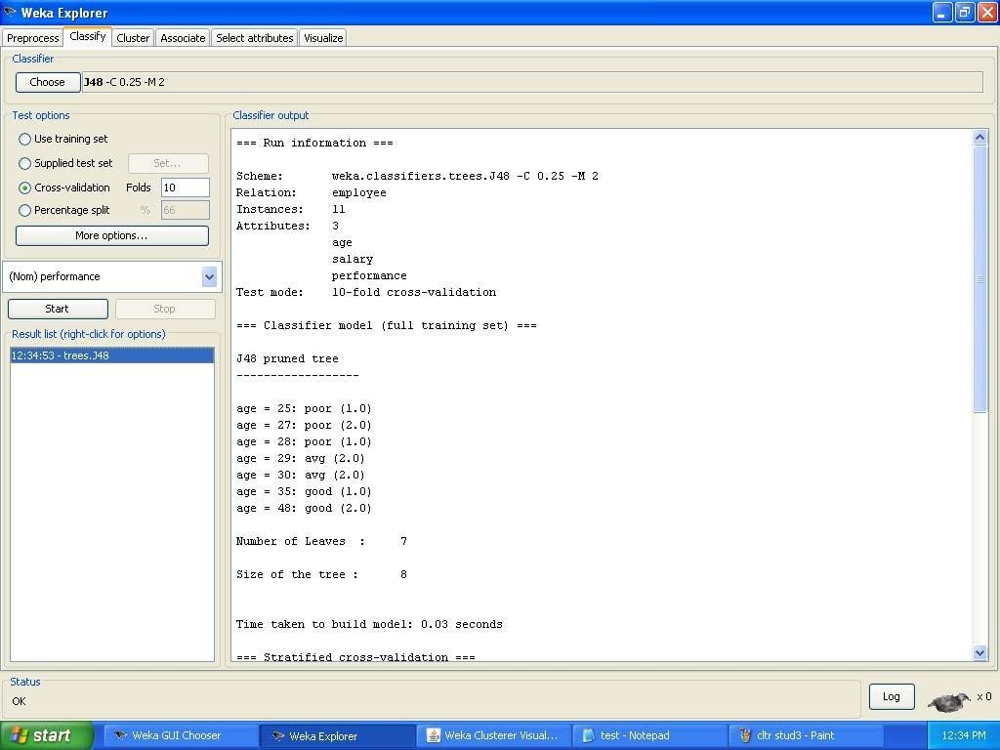 Weka Explorer
Preprocess Classify Cluster Associate Select attributes Visualize
Classifier
Choose J48 -C 0.25 -M 2
Test options
Use training set
Supplied test set Set...
Cross-validation Folds 10
Percentage split % 66
More options...
(Nom) performance
Start Stop
Result list (right-click for options)
12:34:53 - trees.J48
Classifier output
=== Run information ===
Scheme: weka.classifiers.trees.J48 -C 0.25 -M 2
Relation: employee
Instances: 11
Attributes: 3
age
salary
performance
Test mode: 10-fold cross-validation
=== Classifier model (full training set) ===
J48 pruned tree
------------------
age = 25: poor (1.0)
age = 27: poor (2.0)
age = 28: poor (1.0)
age = 29: avg (2.0)
age = 30: avg (2.0)
age = 35: good (1.0)
age = 48: good (2.0)
Number of Leaves : 7
Size of the tree : 8
Time taken to build model: 0.03 seconds
=== Stratified cross-validation ===
Status
OK
Log x 0
start Weka GUI Chooser Weka Explorer Weka Clusterer Visual... test - Notepad cltr stud3 - Paint 12:34 PM